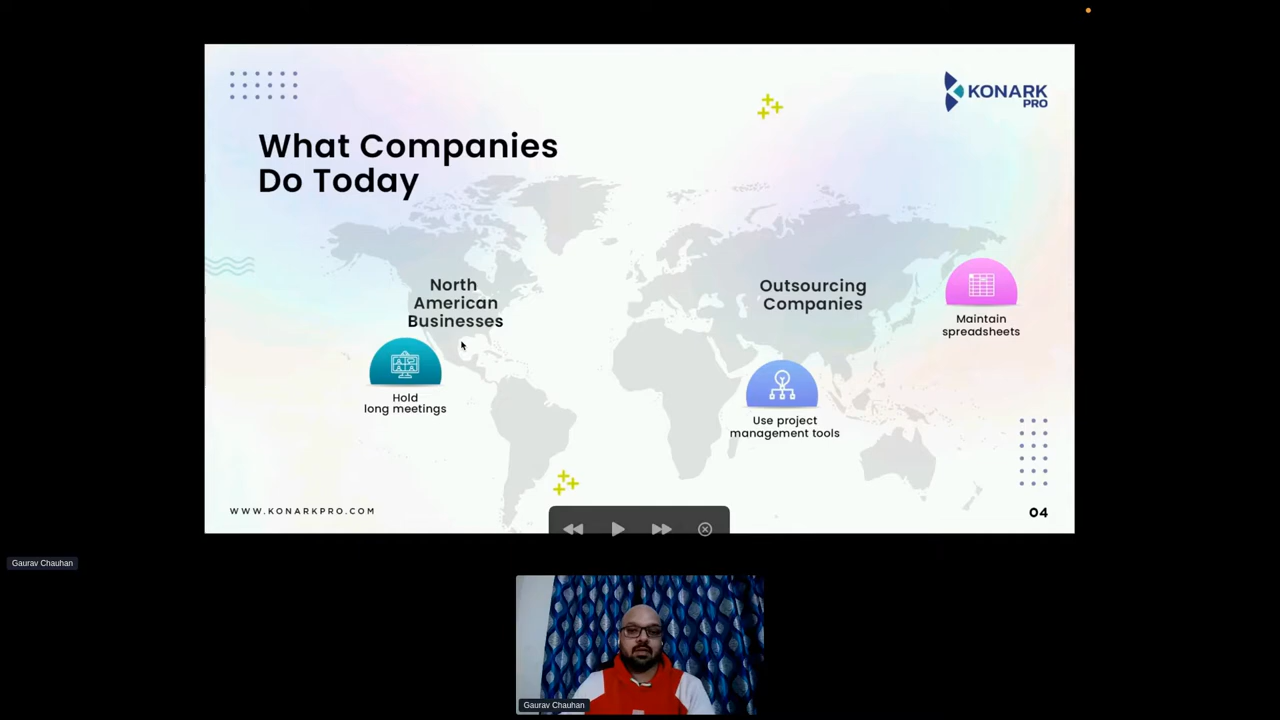 KONARK
PRO
What Companies
Do Today
North
American
Businesses
Outsourcing
Companies
Maintain
spreadsheets
Hold
long meetings
Use project
management tools
WWW.KONARKPRO.COM
04
Gaurav Chauhan
Gaurav Chauhan